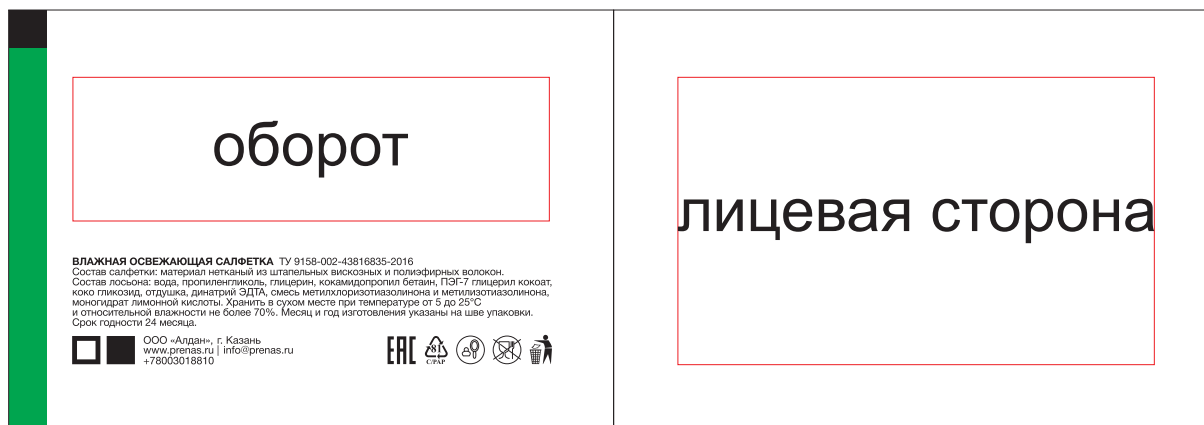 оборот
ВЛАЖНАЯ ОСВЕЖАЮЩАЯ САЛФЕТКА ТУ 9158-002-43816835-2016
Состав салфетки: материал нетканый из штапельных вискозных и полиэфирных волокон.
Состав лосьона: вода, пропиленгликоль, глицерин, кокамидопропил бетаин, ПЭГ-7 глицерил кокоат,
коко гликозид, отдушка, динатрий ЭДТА, смесь метилхлоризотиазолинона и метилизотиазолинона,
моногидрат лимонной кислоты. Хранить в сухом месте при температуре от 5 до 25°С
и относительной влажности не более 70%. Месяц и год изготовления указаны на шве упаковки.
Срок годности 24 месяца.
ООО «Алдан», г. Казань
www.prenas.ru | info@prenas.ru
+78003018810
EAC
81
C/PAP
лицевая сторона